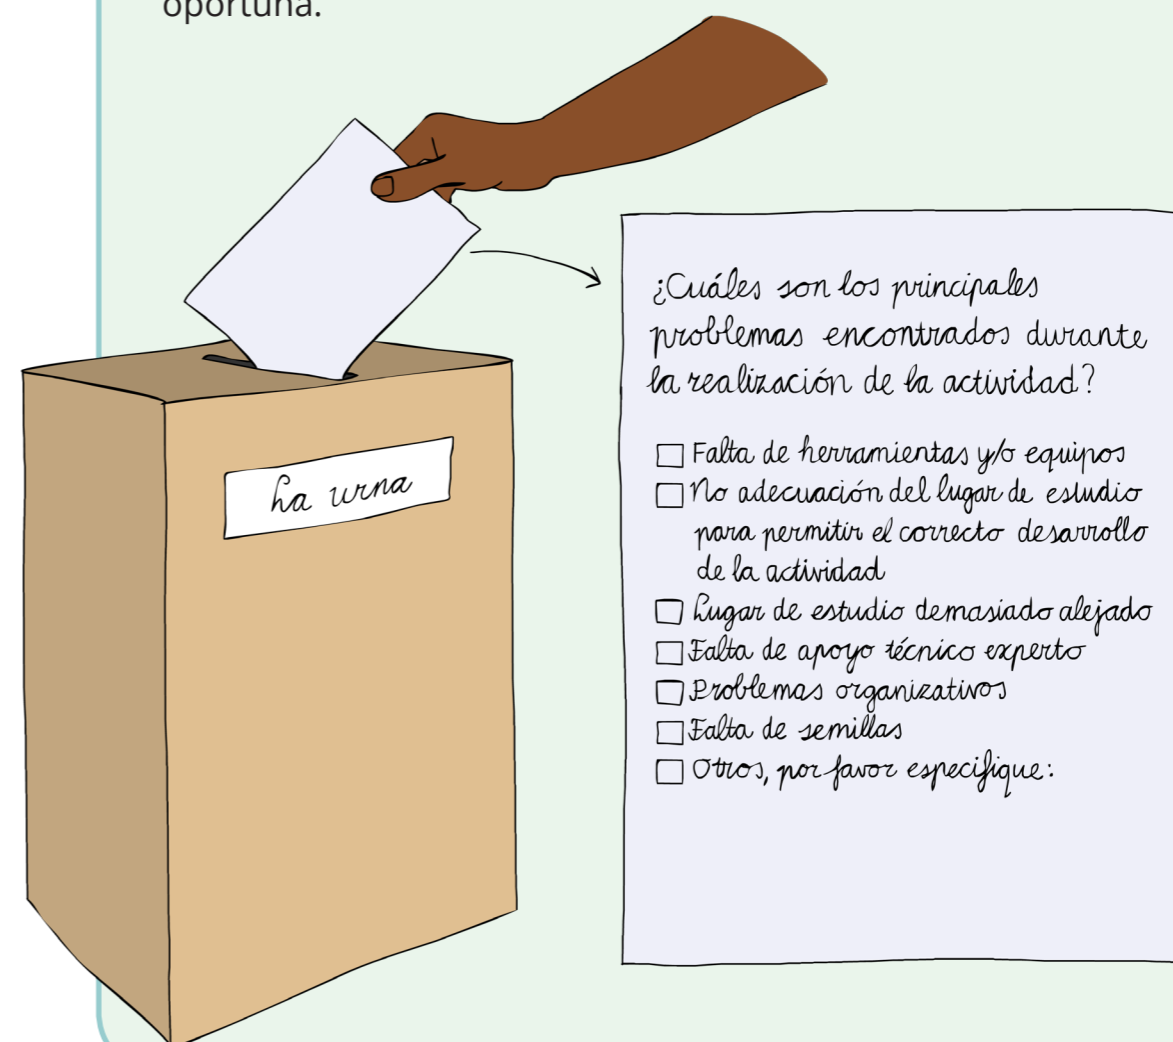 oportuna.
La urna
¿Cuáles son los principales
problemas encontrados durante
la realización de la actividad?
Falta de herramientas y/o equipos
No adecuación del lugar de estudio
para permitir el correcto desarrollo
de la actividad
Lugar de estudio demasiado alejado
Falta de apoyo técnico experto
Problemas organizativos
Falta de semillas
Otros, por favor especifique: